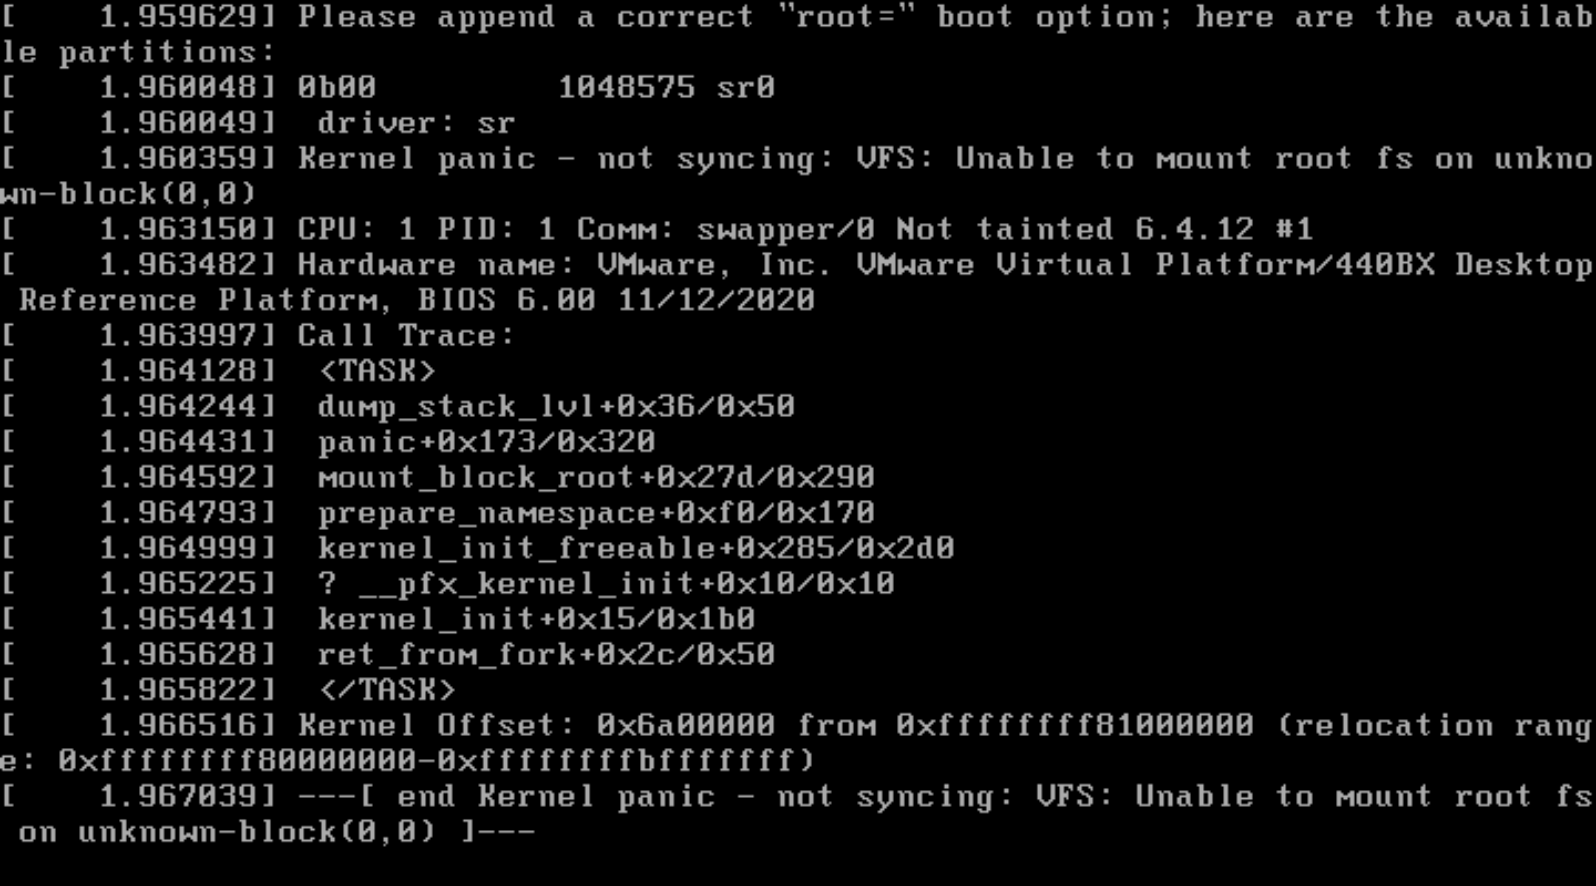 [    1.959629] Please append a correct "root=" boot option; here are the availab
le partitions:
[    1.960048] 0b00         1048575 sr0
[    1.960049]  driver: sr
[    1.960359] Kernel panic - not syncing: VFS: Unable to mount root fs on unkno
wn-block(0,0)
[    1.963150] CPU: 1 PID: 1 Comm: swapper/0 Not tainted 6.4.12 #1
[    1.963482] Hardware name: VMware, Inc. VMware Virtual Platform/440BX Desktop
 Reference Platform, BIOS 6.00 11/12/2020
[    1.963997] Call Trace:
[    1.964128]  <TASK>
[    1.964244]  dump_stack_lvl+0x36/0x50
[    1.964431]  panic+0x173/0x320
[    1.964592]  mount_block_root+0x27d/0x290
[    1.964793]  prepare_namespace+0xf0/0x170
[    1.964999]  kernel_init_freeable+0x285/0x2d0
[    1.965225]  ? __pfx_kernel_init+0x10/0x10
[    1.965441]  kernel_init+0x15/0x1b0
[    1.965628]  ret_from_fork+0x2c/0x50
[    1.965822]  </TASK>
[    1.966516] Kernel Offset: 0x6a00000 from 0xffffffff81000000 (relocation rang
e: 0xffffffff80000000-0xffffffffbfffffff)
[    1.967039] ---[ end Kernel panic - not syncing: VFS: Unable to mount root fs
 on unknown-block(0,0) ]---